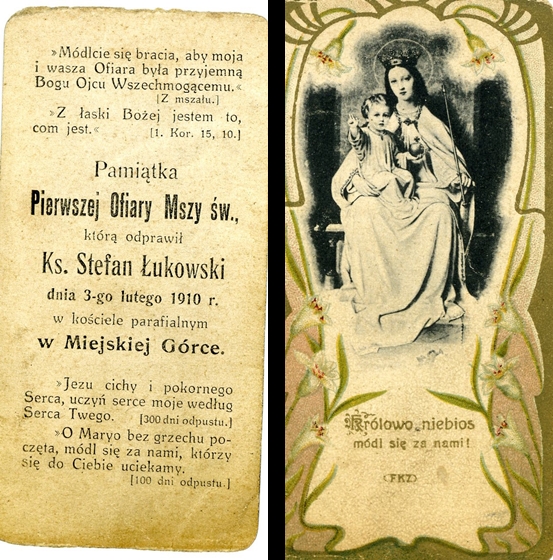 »Módlcie się bracia, aby moja
i wasza Ofiara była przyjemną
Bogu Ojcu Wszechmogącemu.«
[Z mszału.]
»Z łaski Bożej jestem to,
com jest.« [1. Kor. 15, 10.]
Pamiątka
Pierwszej Ofiary Mszy św.,
którą odprawił
Ks. Stefan Łukowski
dnia 3-go lutego 1910 r.
w kościele parafialnym
w Miejskiej Górce.
»Jezu cichy i pokornego
Serca, uczyń serce moje według
Serca Twego. [300 dni odpustu.]
»O Maryo bez grzechu po-
częta, módl się za nami, którzy
się do Ciebie uciekamy.
[100 dni odpustu.]
Królowo niebios
módl się za nami!
FKZ